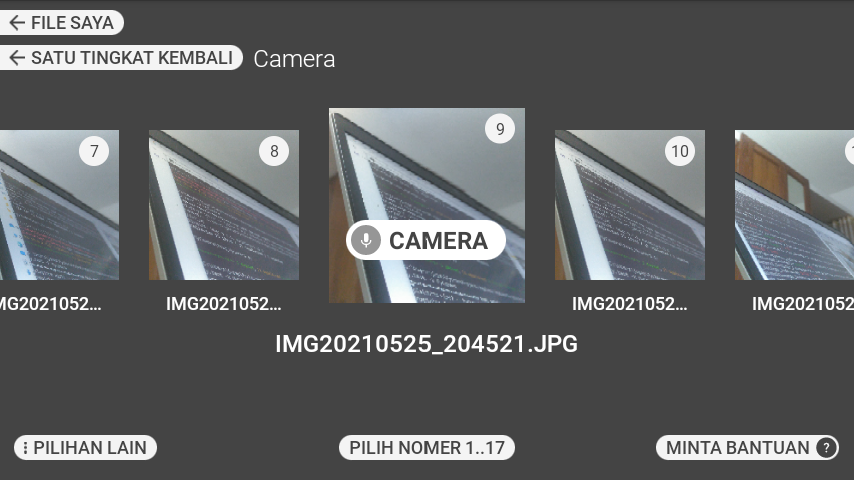 ← FILE SAYA
← SATU TINGKAT KEMBALI
Camera
7
8
9
10
CAMERA
MG2021052...
IMG2021052...
IMG2021052...
IMG2021052
IMG20210525_204521.JPG
PILIHAN LAIN
PILIH NOMER 1..17
MINTA BANTUAN ?